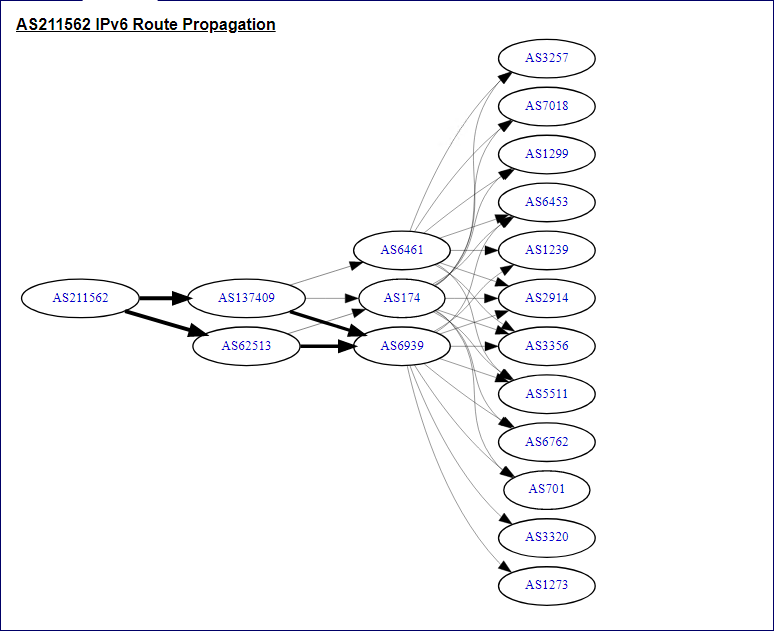 AS211562 IPv6 Route Propagation
AS3257
AS7018
AS1299
AS6453
AS6461
AS1239
AS211562
AS137409
AS174
AS2914
AS62513
AS6939
AS3356
AS5511
AS6762
AS701
AS3320
AS1273